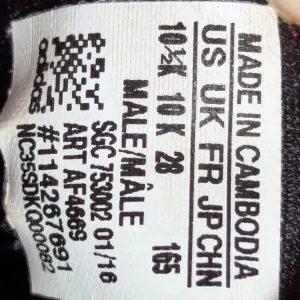 MADE IN CAMBODIA
US UK FR JP CHN
10½K 10K 28 165
MALE/MÂLE
SGC 753002 01/16
ART AF4669
#114267691
NC35SDKQ00082
adidas